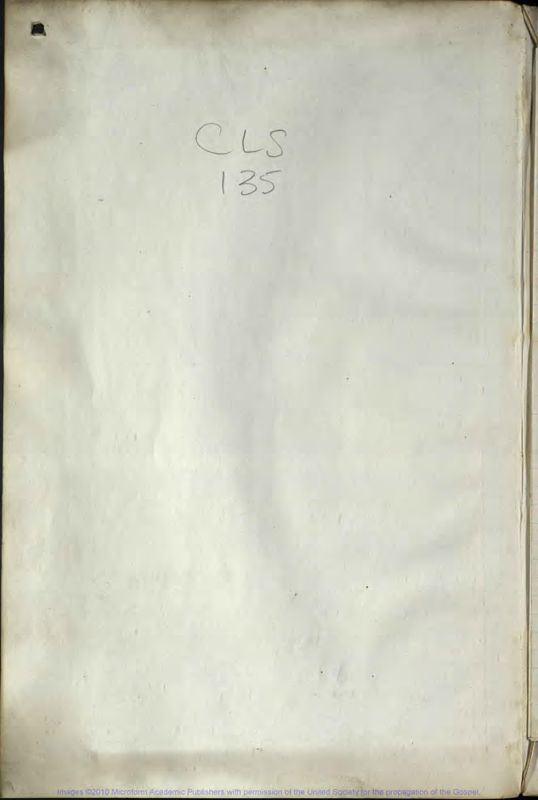 CLS
135
Images ©2010 Microform Academic Publishers with permission of the United Society for the propagation of the Gospel.